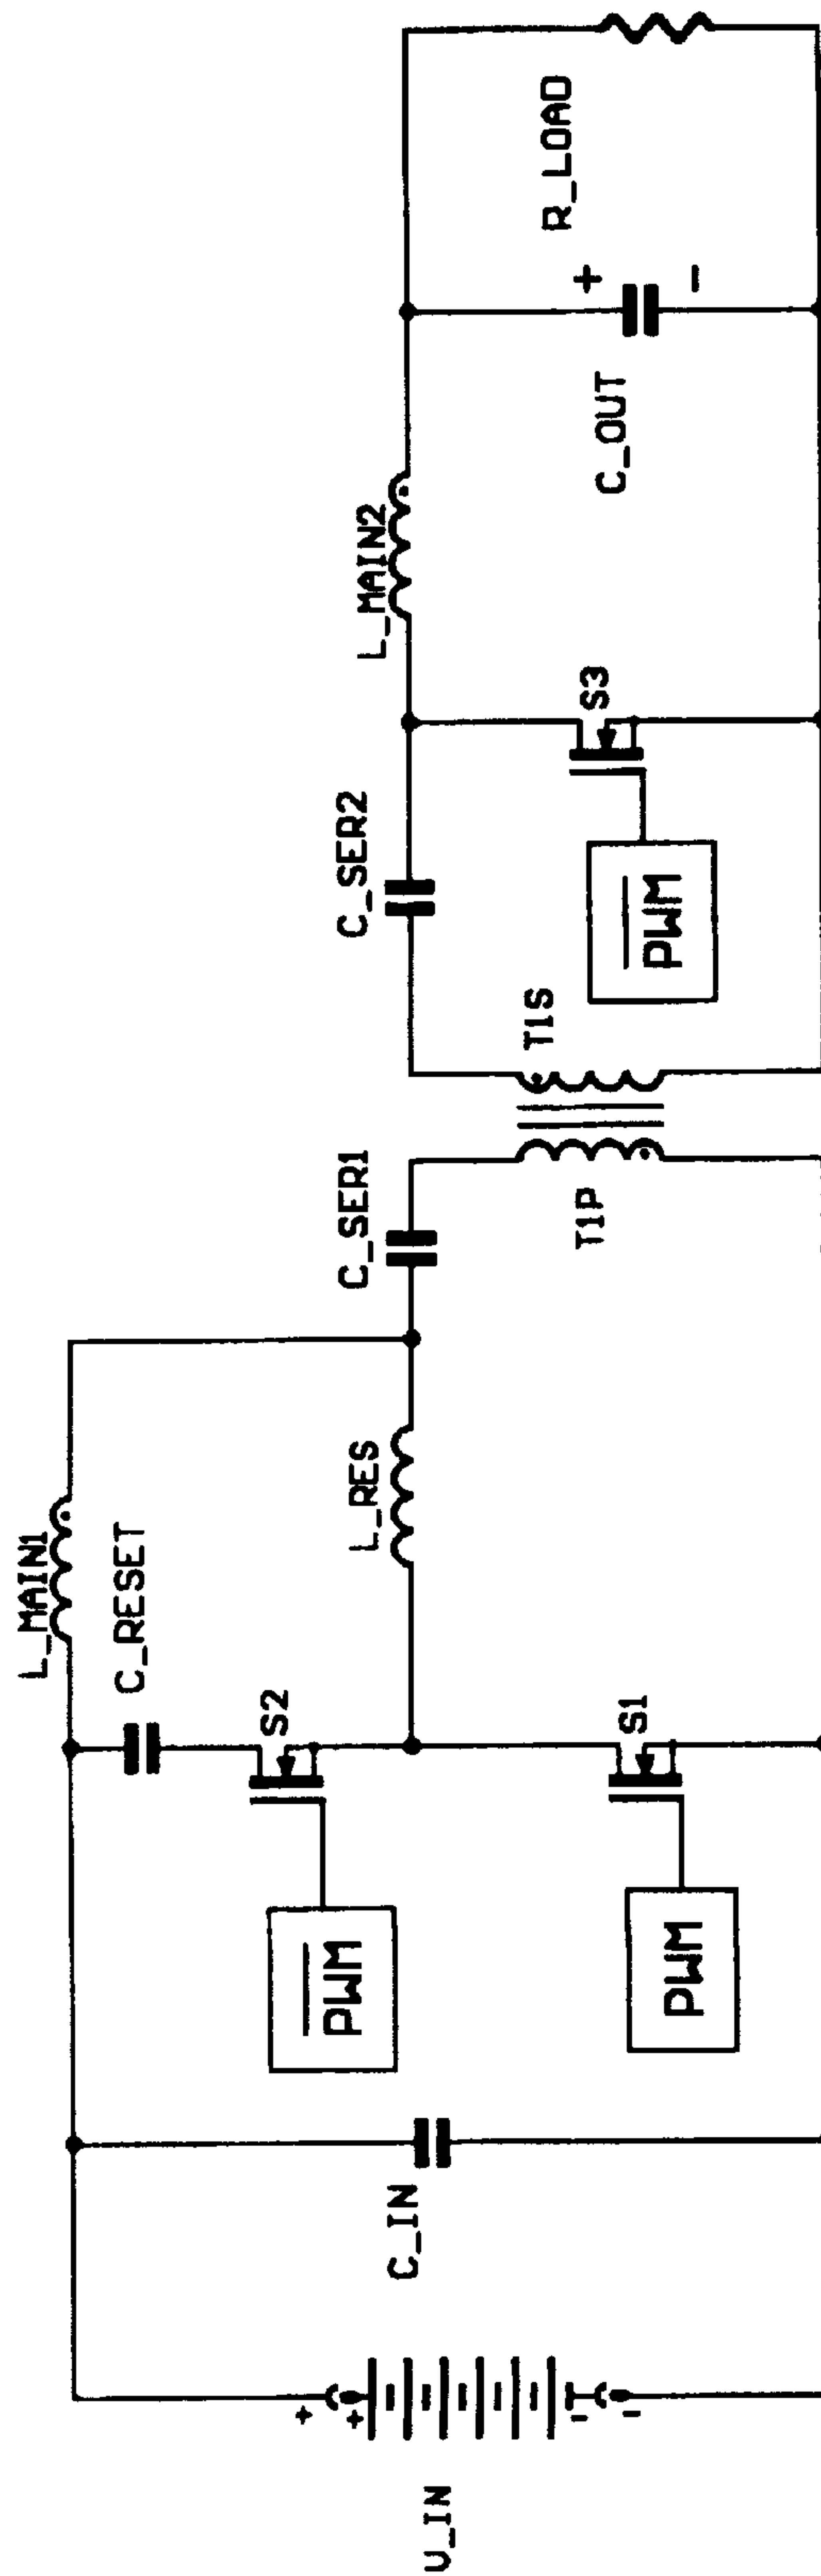 V_IN
+
+
-
-
C_IN
PWM
PWM
S2
S1
L_MAIN1
C_RESET
L_RES
C_SER1
T1P
T1S
C_SER2
PWM
S3
L_MAIN2
C_OUT
+
-
R_LOAD